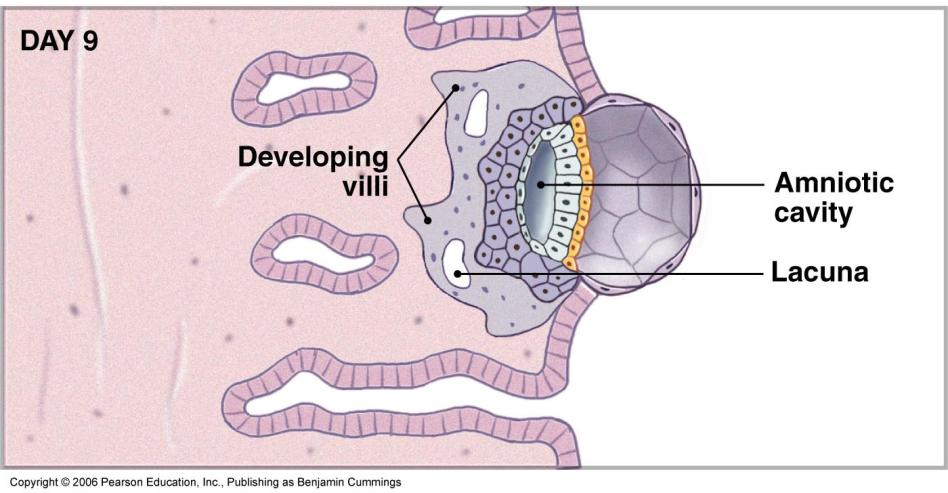 DAY 9
Developing
villi
Amniotic
cavity
Lacuna
Copyright © 2006 Pearson Education, Inc., Publishing as Benjamin Cummings